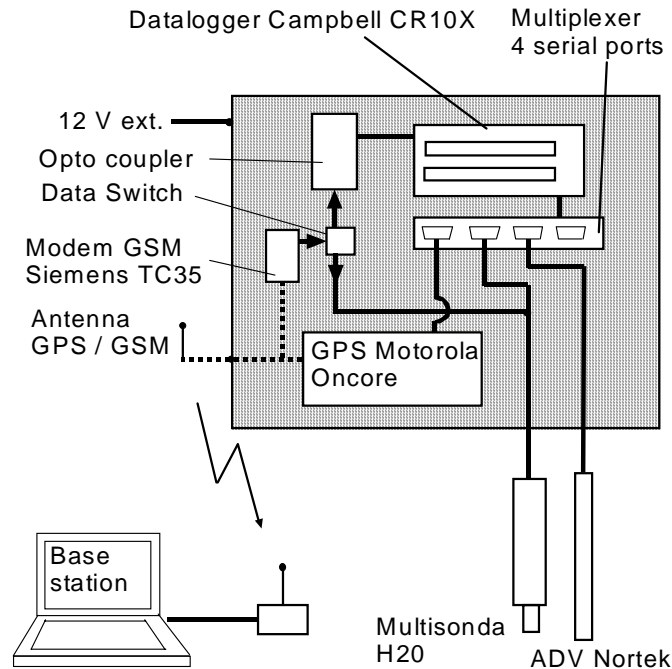 Datalogger Campbell CR10X
Multiplexer
4 serial ports
12 V ext.
Opto coupler
Data Switch
Modem GSM
Siemens TC35
Antenna
GPS / GSM
GPS Motorola
Oncore
Base
station
Multisonda
H20
ADV Nortek